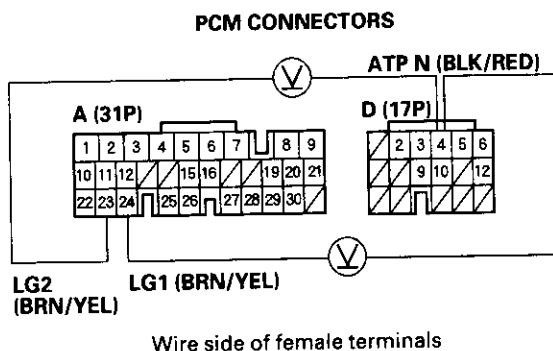 PCM CONNECTORS
ATP N (BLK/RED)
A (31P)
D (17P)
1 2 3 4 5 6 7 8 9
10 11 12 15 16 19 20 21
22 23 24 25 26 27 28 29 30
2 3 4 5 6
9 10 12
LG2
(BRN/YEL)
LG1 (BRN/YEL)
V
V
Wire side of female terminals